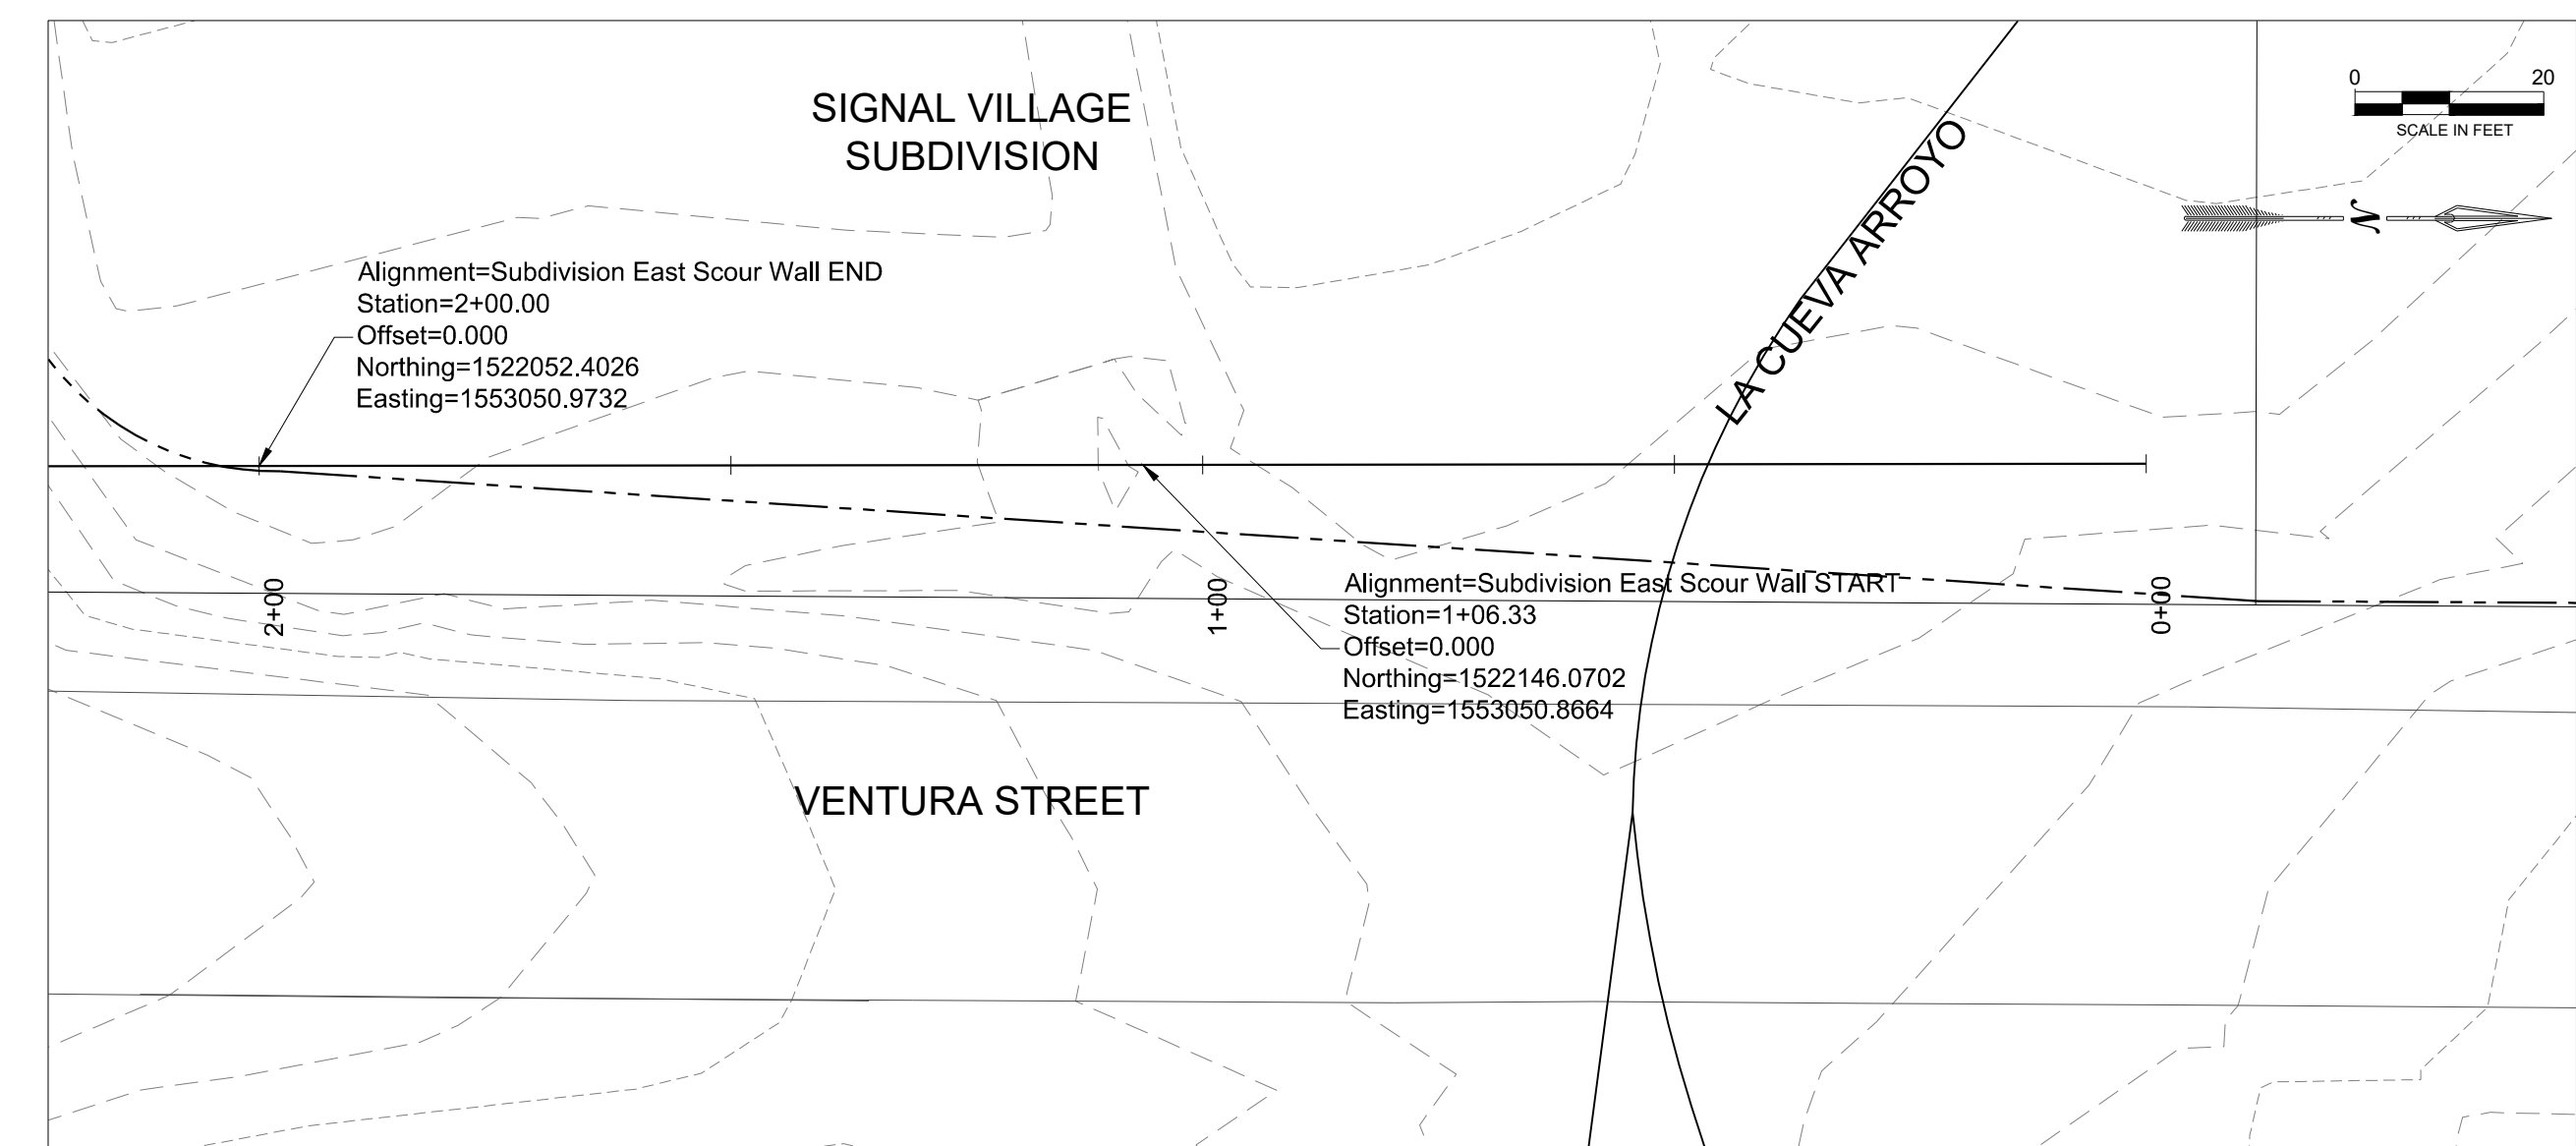 SIGNAL VILLAGE
SUBDIVISION
0 20
SCALE IN FEET
N
LA CUEVA ARROYO
Alignment=Subdivision East Scour Wall END
Station=2+00.00
Offset=0.000
Northing=1522052.4026
Easting=1553050.9732
2+00
1+00
0+00
Alignment=Subdivision East Scour Wall START
Station=1+06.33
Offset=0.000
Northing=1522146.0702
Easting=1553050.8664
VENTURA STREET